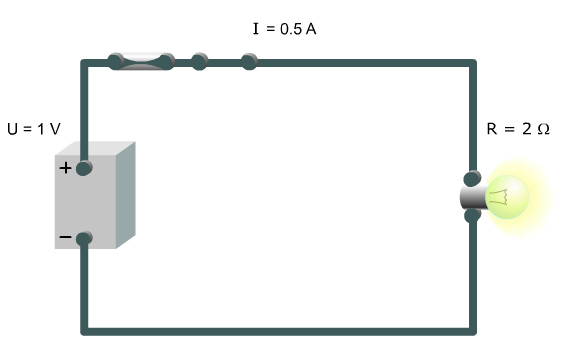 I = 0.5 A
U = 1 V
R = 2 Ω
+
−